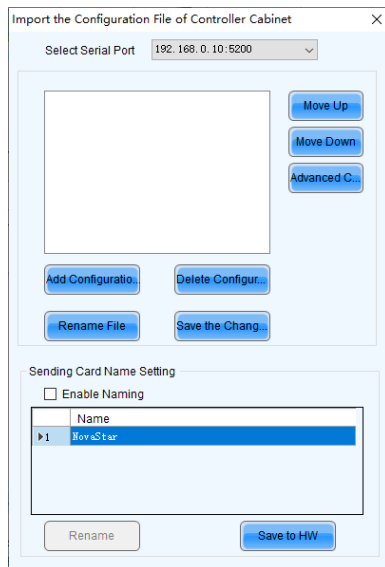 Import the Configuration File of Controller Cabinet
Select Serial Port 192.168.0.10:5200
Move Up
Move Down
Advanced C...
Add Configuratio... Delete Configur...
Rename File Save the Chang...
Sending Card Name Setting
Enable Naming
Name
1 NovaStar
Rename Save to HW